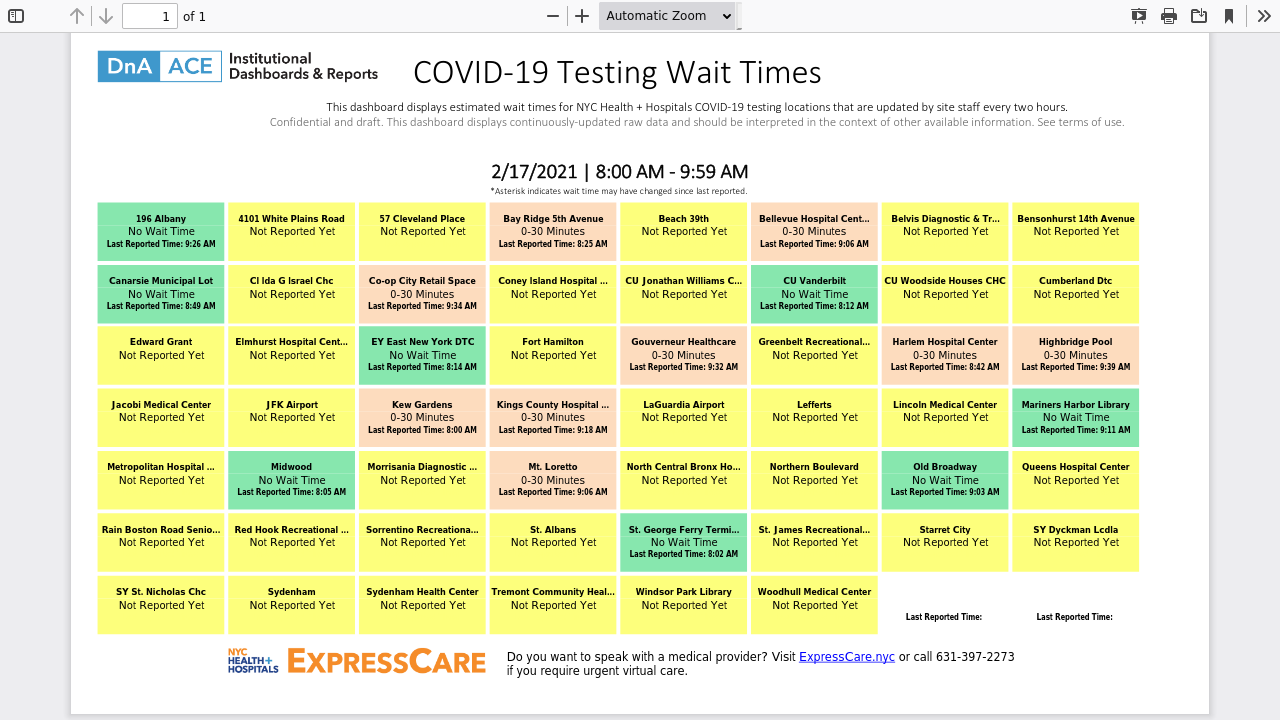 1 of 1 Automatic Zoom
DnA ACE Institutional Dashboards & Reports
COVID-19 Testing Wait Times
This dashboard displays estimated wait times for NYC Health + Hospitals COVID-19 testing locations that are updated by site staff every two hours.
Confidential and draft. This dashboard displays continuously-updated raw data and should be interpreted in the context of other available information. See terms of use.
2/17/2021 | 8:00 AM - 9:59 AM
*Asterisk indicates wait time may have changed since last reported.
196 Albany
No Wait Time
Last Reported Time: 9:26 AM
4101 White Plains Road
Not Reported Yet
57 Cleveland Place
Not Reported Yet
Bay Ridge 5th Avenue
0-30 Minutes
Last Reported Time: 8:25 AM
Beach 39th
Not Reported Yet
Bellevue Hospital Cent...
0-30 Minutes
Last Reported Time: 9:06 AM
Belvis Diagnostic & Tr...
Not Reported Yet
Bensonhurst 14th Avenue
Not Reported Yet
Canarsie Municipal Lot
No Wait Time
Last Reported Time: 8:49 AM
CI Ida G Israel Chc
Not Reported Yet
Co-op City Retail Space
0-30 Minutes
Last Reported Time: 9:34 AM
Coney Island Hospital ...
Not Reported Yet
CU Jonathan Williams C...
Not Reported Yet
CU Vanderbilt
No Wait Time
Last Reported Time: 8:12 AM
CU Woodside Houses CHC
Not Reported Yet
Cumberland Dtc
Not Reported Yet
Edward Grant
Not Reported Yet
Elmhurst Hospital Cent...
Not Reported Yet
EY East New York DTC
No Wait Time
Last Reported Time: 8:14 AM
Fort Hamilton
Not Reported Yet
Gouverneur Healthcare
0-30 Minutes
Last Reported Time: 9:32 AM
Greenbelt Recreational...
Not Reported Yet
Harlem Hospital Center
0-30 Minutes
Last Reported Time: 8:42 AM
Highbridge Pool
0-30 Minutes
Last Reported Time: 9:39 AM
Jacobi Medical Center
Not Reported Yet
JFK Airport
Not Reported Yet
Kew Gardens
0-30 Minutes
Last Reported Time: 8:00 AM
Kings County Hospital ...
0-30 Minutes
Last Reported Time: 9:18 AM
LaGuardia Airport
Not Reported Yet
Lefferts
Not Reported Yet
Lincoln Medical Center
Not Reported Yet
Mariners Harbor Library
No Wait Time
Last Reported Time: 9:11 AM
Metropolitan Hospital ...
Not Reported Yet
Midwood
No Wait Time
Last Reported Time: 8:05 AM
Morrisania Diagnostic ...
Not Reported Yet
Mt. Loretto
0-30 Minutes
Last Reported Time: 9:06 AM
North Central Bronx Ho...
Not Reported Yet
Northern Boulevard
Not Reported Yet
Old Broadway
No Wait Time
Last Reported Time: 9:03 AM
Queens Hospital Center
Not Reported Yet
Rain Boston Road Senio...
Not Reported Yet
Red Hook Recreational ...
Not Reported Yet
Sorrentino Recreationa...
Not Reported Yet
St. Albans
Not Reported Yet
St. George Ferry Termi...
No Wait Time
Last Reported Time: 8:02 AM
St. James Recreational...
Not Reported Yet
Starret City
Not Reported Yet
SY Dyckman Lcdla
Not Reported Yet
SY St. Nicholas Chc
Not Reported Yet
Sydenham
Not Reported Yet
Sydenham Health Center
Not Reported Yet
Tremont Community Heal...
Not Reported Yet
Windsor Park Library
Not Reported Yet
Woodhull Medical Center
Not Reported Yet
Last Reported Time:
Last Reported Time:
NYC HEALTH+ HOSPITALS
EXPRESSCARE
Do you want to speak with a medical provider? Visit ExpressCare.nyc or call 631-397-2273
if you require urgent virtual care.